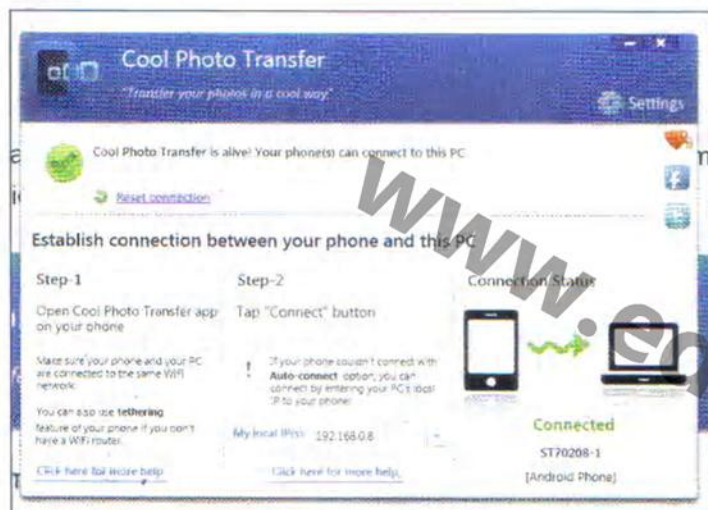 Cool Photo Transfer
"Transfer your photos in a cool way"
Settings
Cool Photo Transfer is alive! Your phone(s) can connect to this PC
Reset connection
Establish connection between your phone and this PC
Step-1
Open Cool Photo Transfer app
on your phone
Make sure your phone and your PC
are connected to the same WiFi
network.
You can also use tethering
feature of your phone if you don't
have a WiFi router.
Click here for more help
Step-2
Tap "Connect" button
! If your phone couldn't connect with
Auto-connect option, you can
connect by entering your PC's local
IP to your phone:
My local IP(s): 192.168.0.8
Click here for more help.
Connection Status
Connected
ST70208-1
[Android Phone]
www.ed